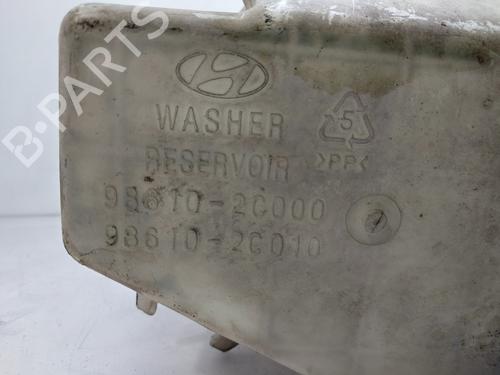 B-PARTS
WASHER
5
RESERVOIR
>PP<
98610-2C000
98610-2C010